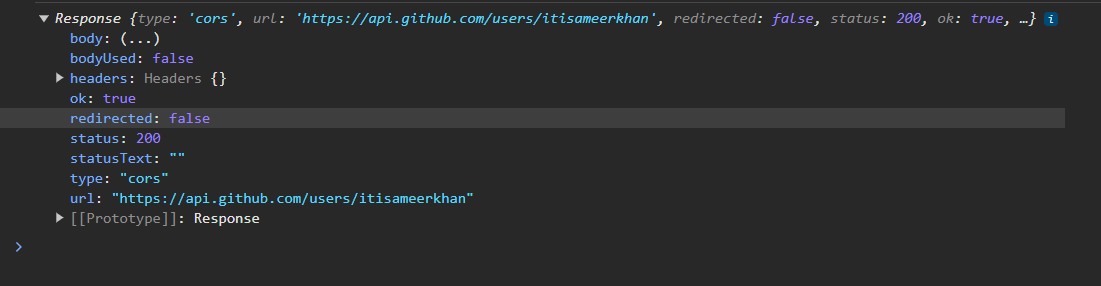 Response {type: 'cors', url: 'https://api.github.com/users/itisameerkhan', redirected: false, status: 200, ok: true, …} i
body: (...)
bodyUsed: false
headers: Headers {}
ok: true
redirected: false
status: 200
statusText: ""
type: "cors"
url: "https://api.github.com/users/itisameerkhan"
[[Prototype]]: Response